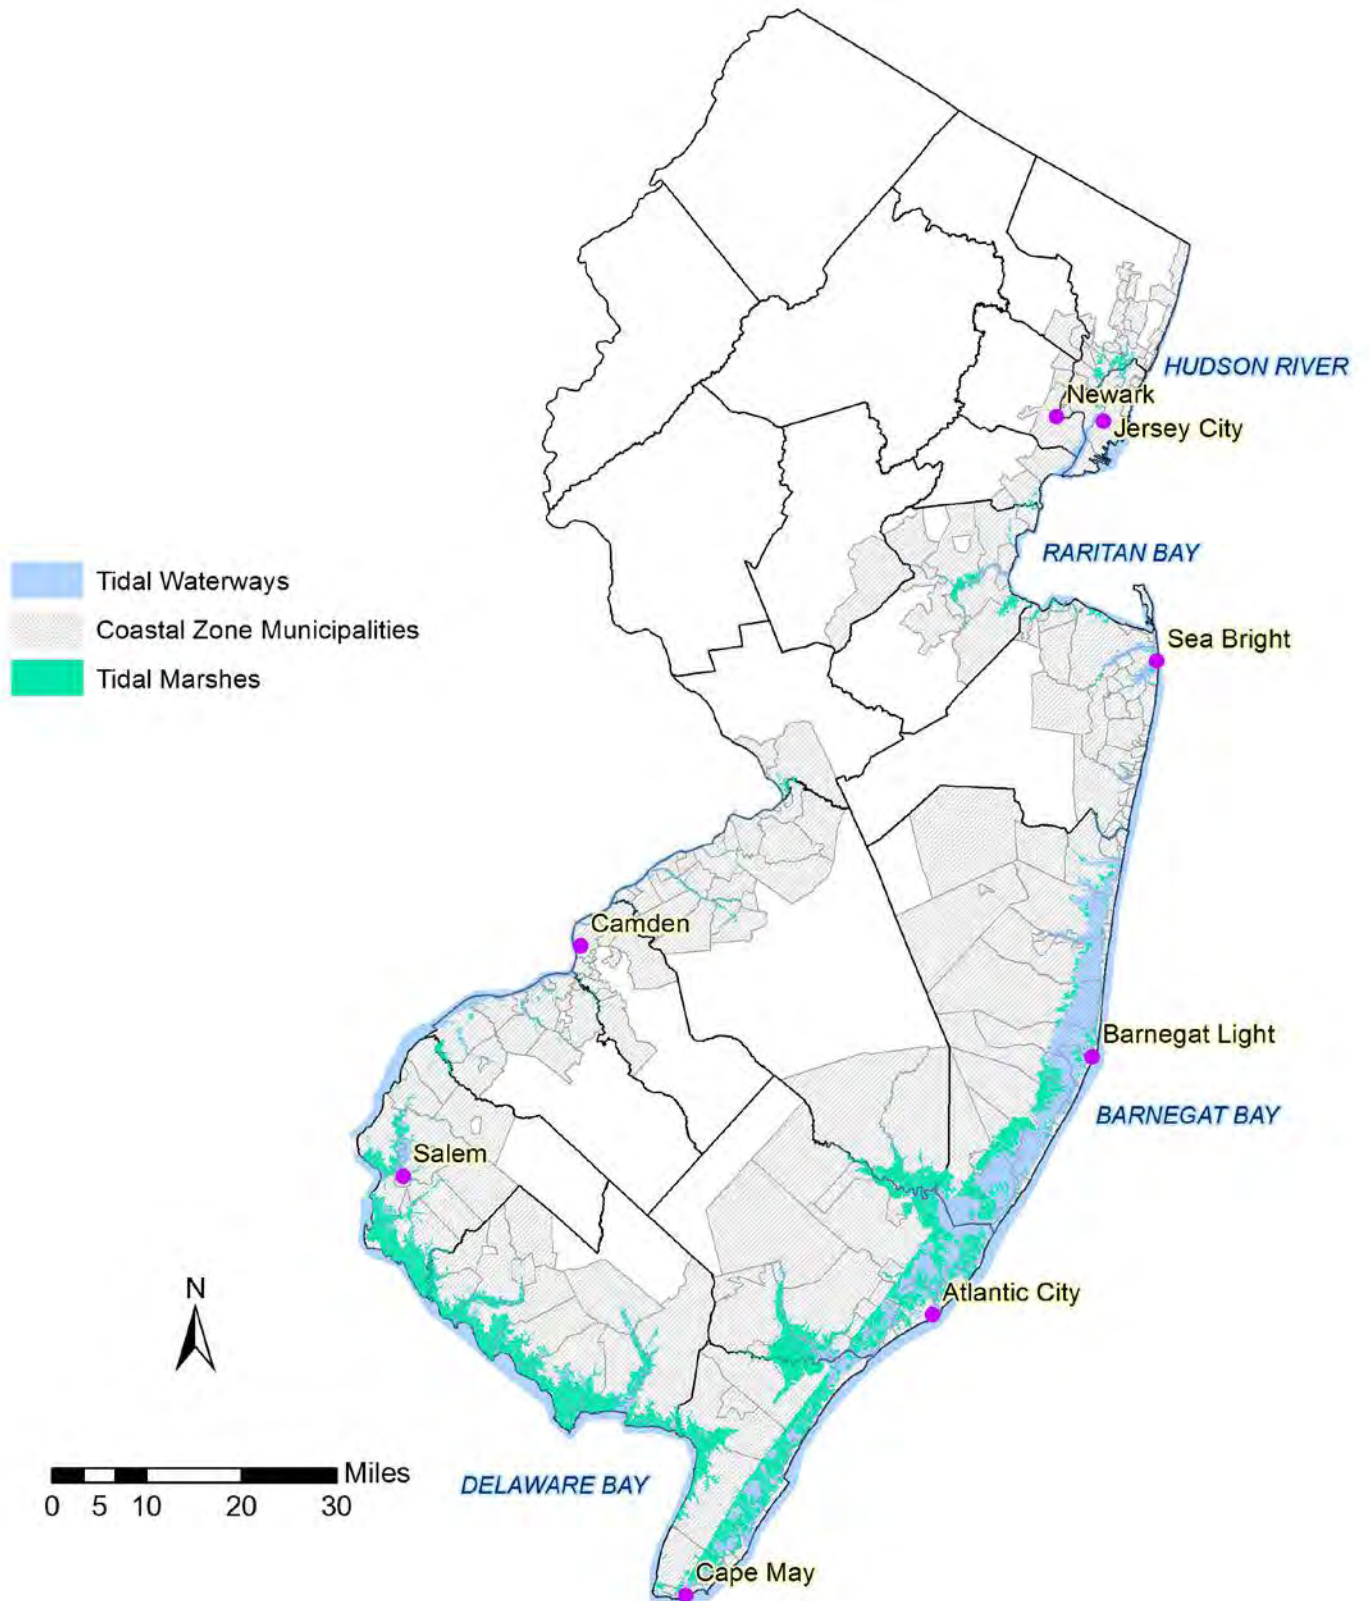 HUDSON RIVER
Newark
Jersey City
RARITAN BAY
Tidal Waterways
Coastal Zone Municipalities
Tidal Marshes
Sea Bright
Camden
Barnegat Light
BARNEGAT BAY
Salem
N
Atlantic City
Miles
0 5 10 20 30
DELAWARE BAY
Cape May